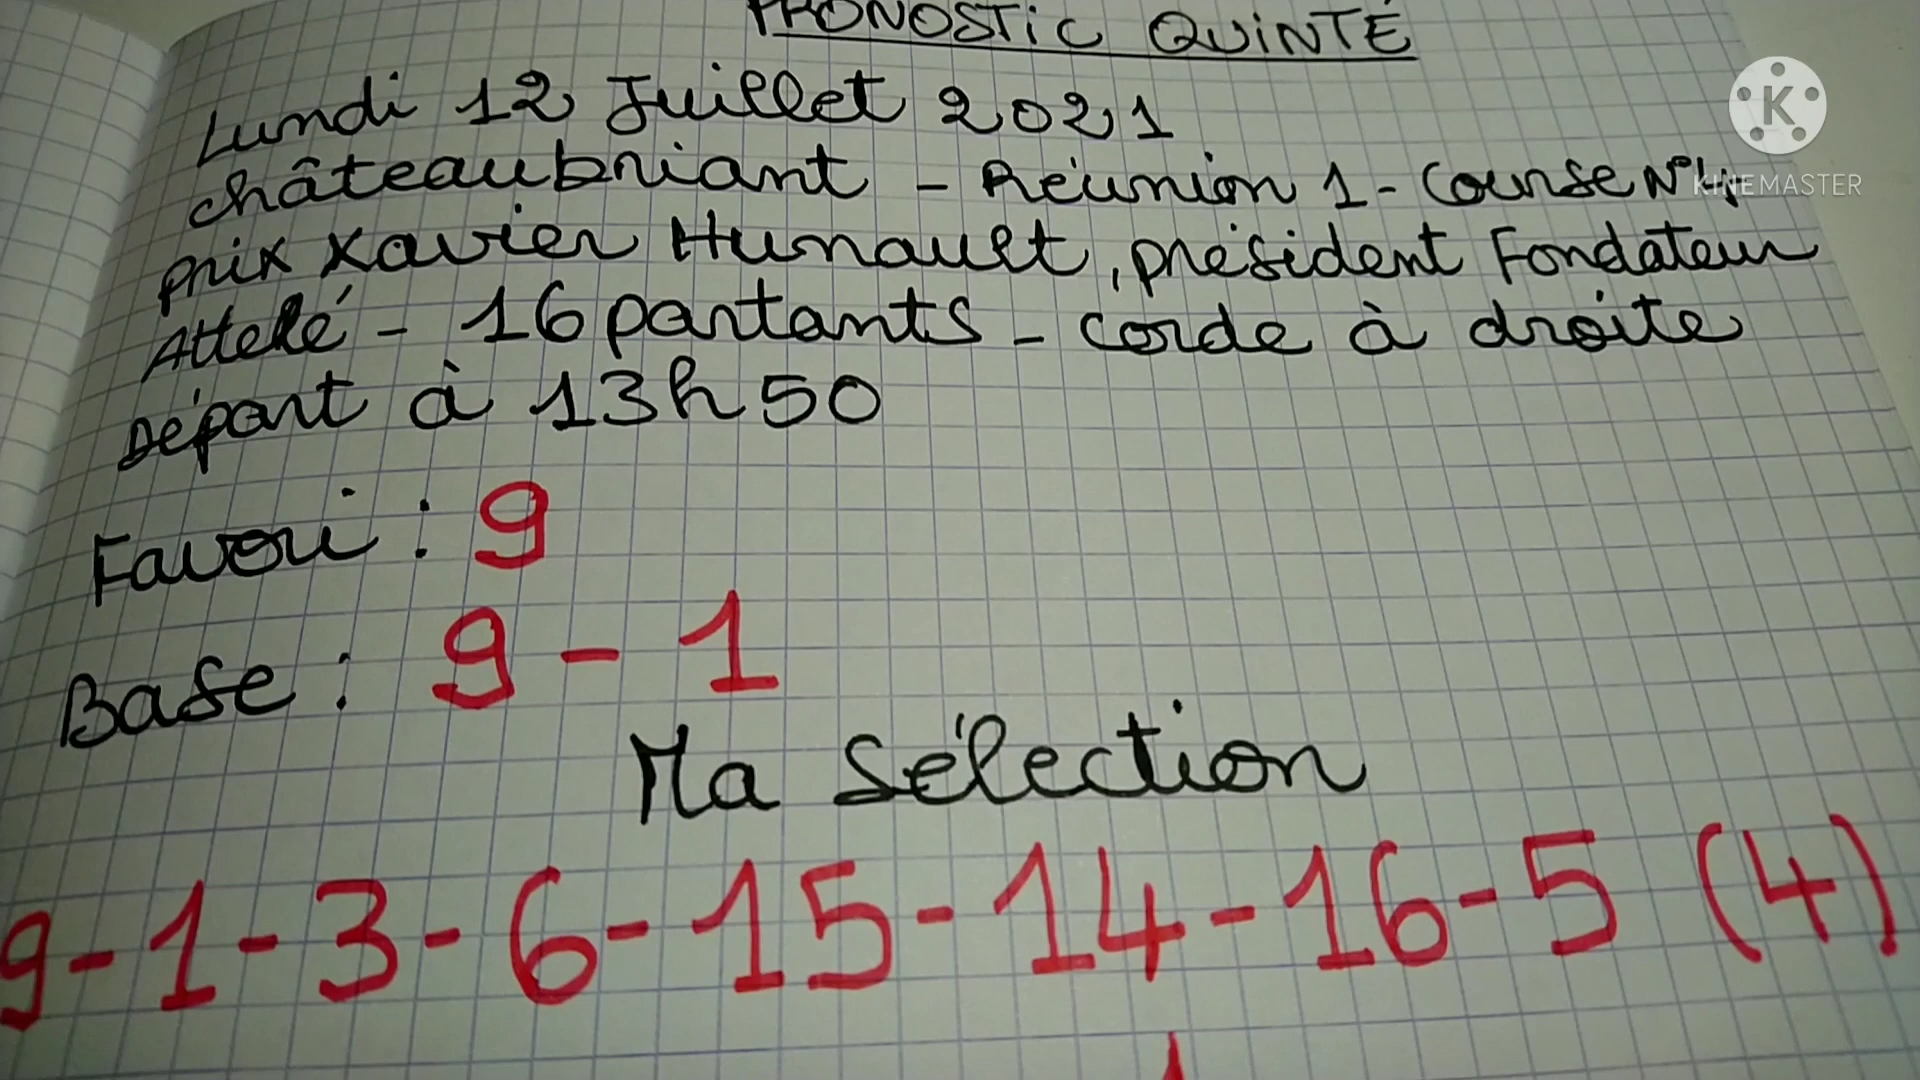 PRONOSTIC QUINTÉ
Lundi 12 Juillet 2021
châteaubriant - Réunion 1 - Course N°4
prix Xavier Hunault, président Fondateur
Attelé - 16 partants - corde à droite
Départ à 13h50
Favori : 9
Base : 9 - 1
Ma Sélection
9-1-3-6-15-14-16-5 (4)
K
KINEMASTER